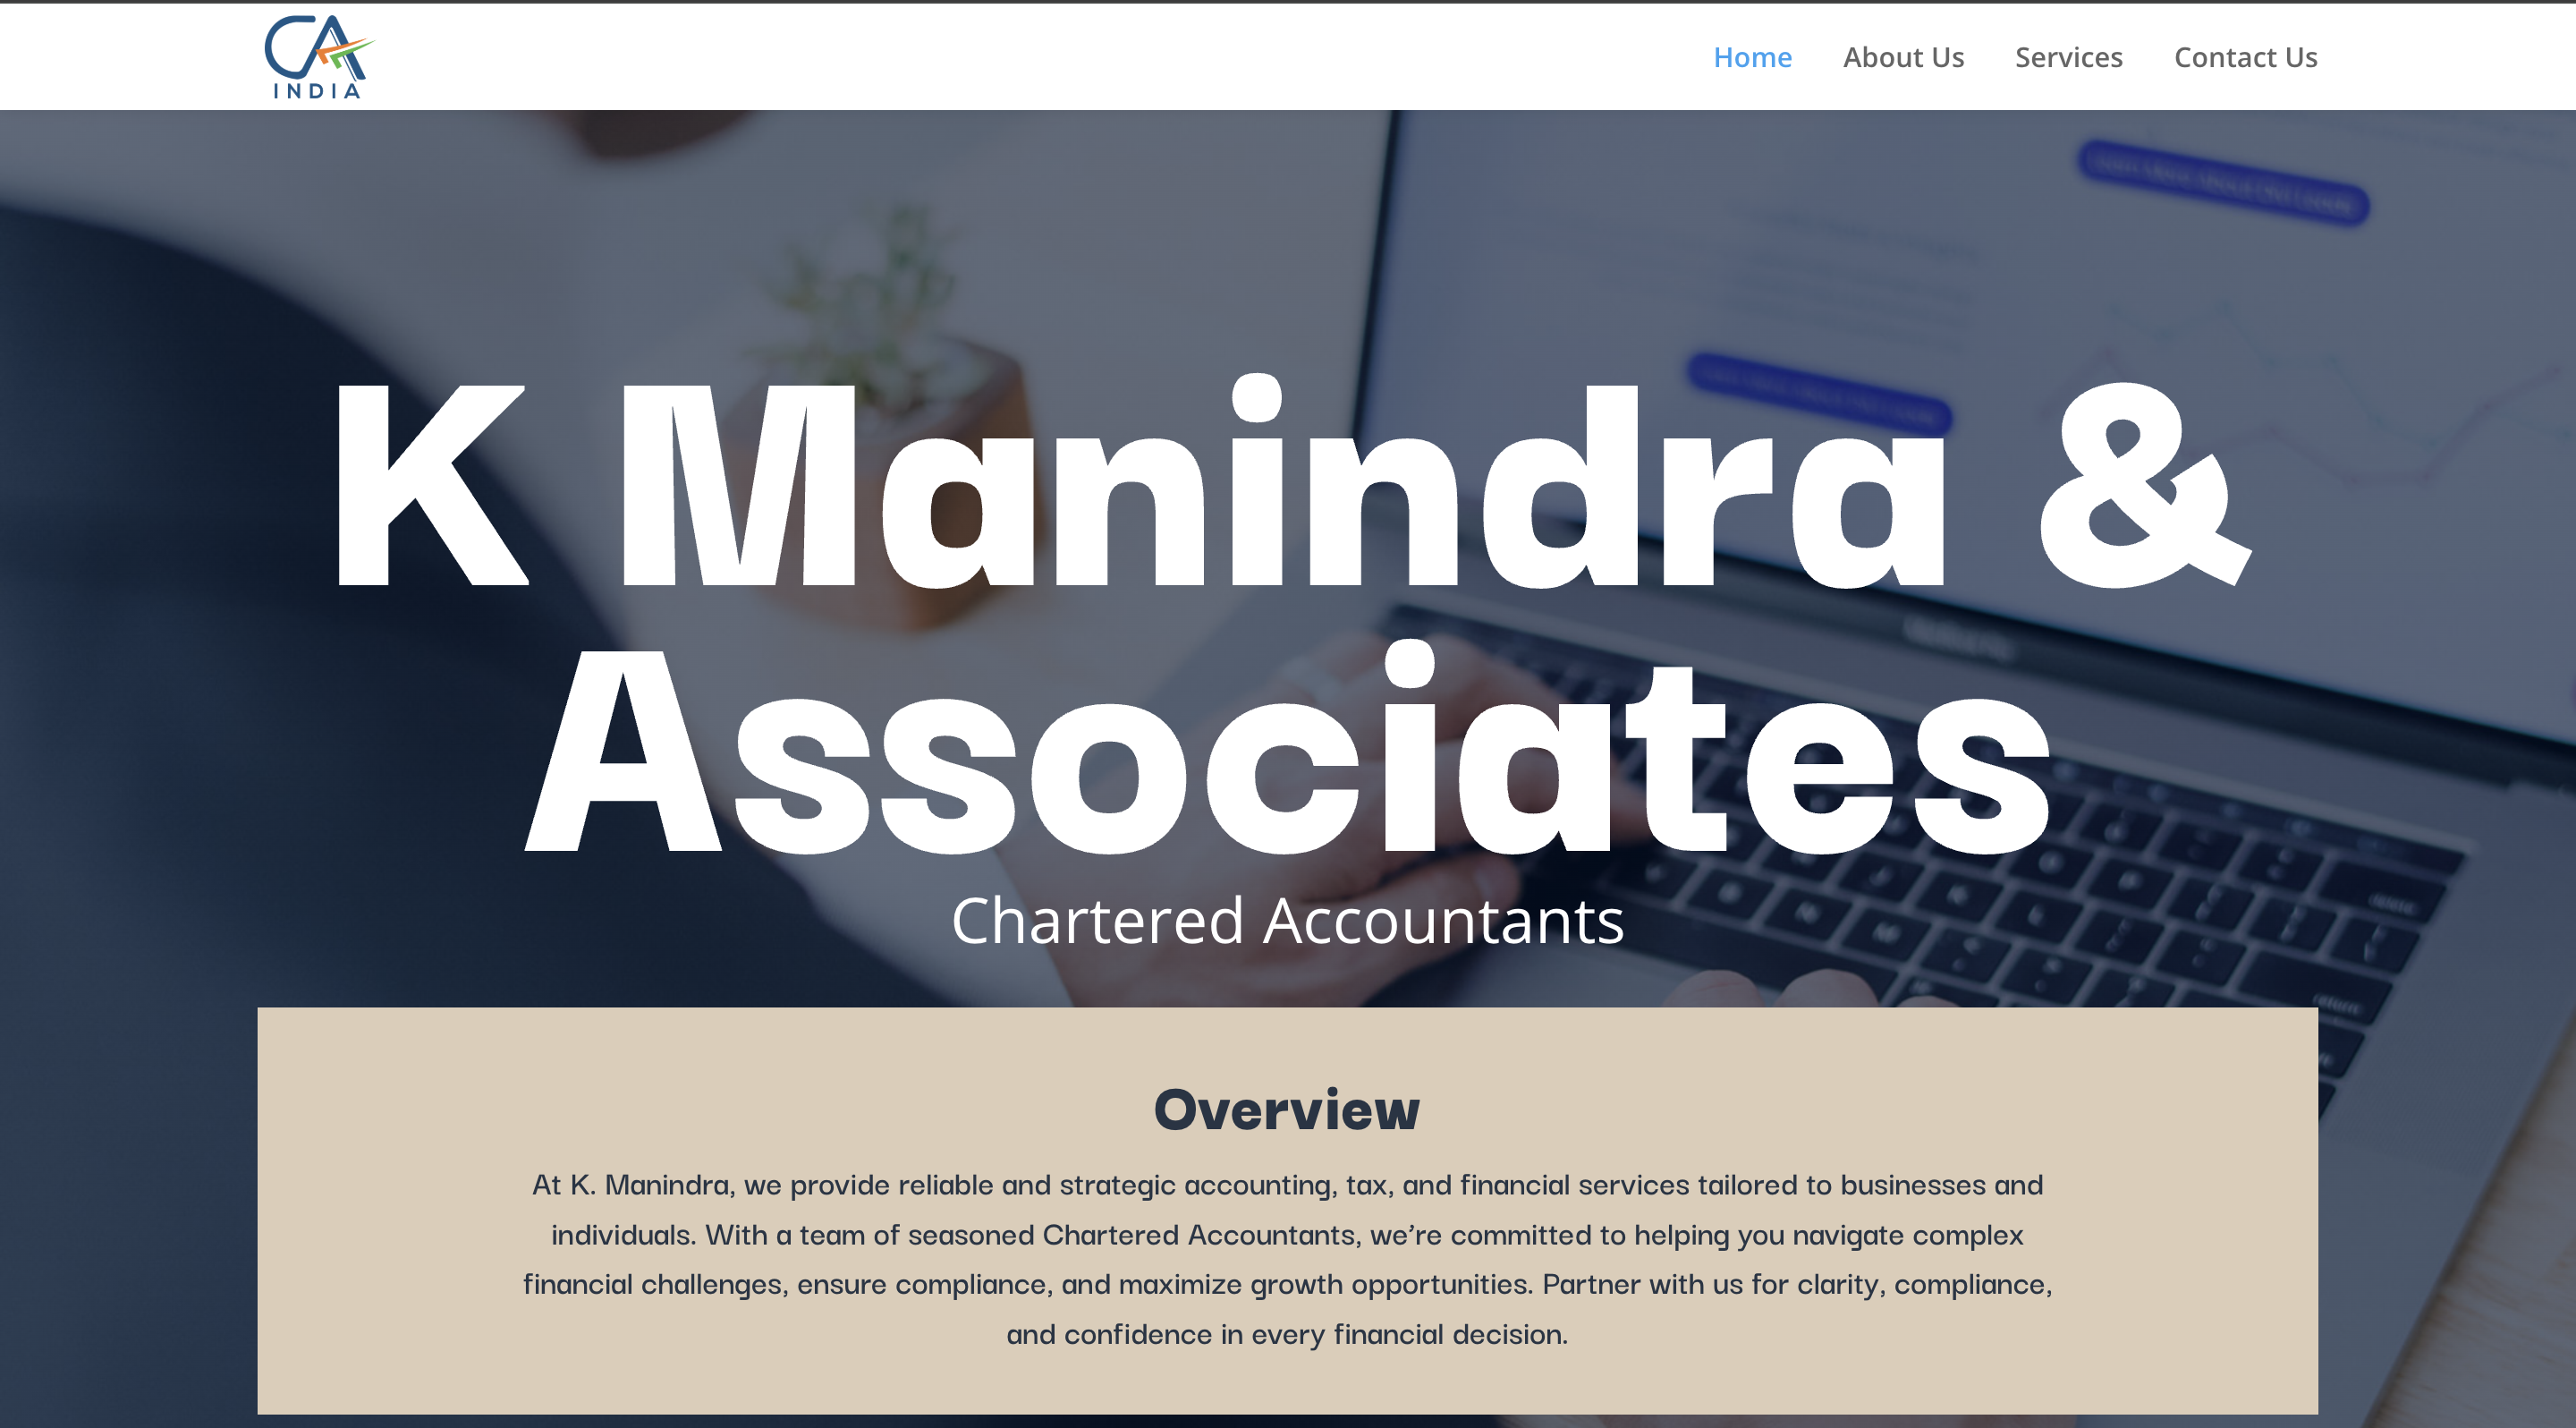 CA
INDIA
Home About Us Services Contact Us
K Manindra &
Associates
Chartered Accountants
Overview
At K. Manindra, we provide reliable and strategic accounting, tax, and financial services tailored to businesses and
individuals. With a team of seasoned Chartered Accountants, we’re committed to helping you navigate complex
financial challenges, ensure compliance, and maximize growth opportunities. Partner with us for clarity, compliance,
and confidence in every financial decision.